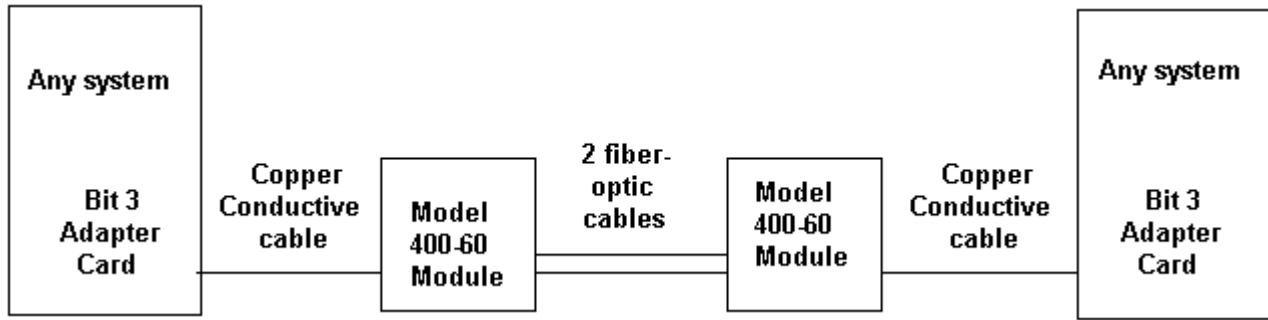 Any system
Bit 3
Adapter
Card
Copper
Conductive
cable
Model
400-60
Module
2 fiber-
optic
cables
Model
400-60
Module
Copper
Conductive
cable
Any system
Bit 3
Adapter
Card